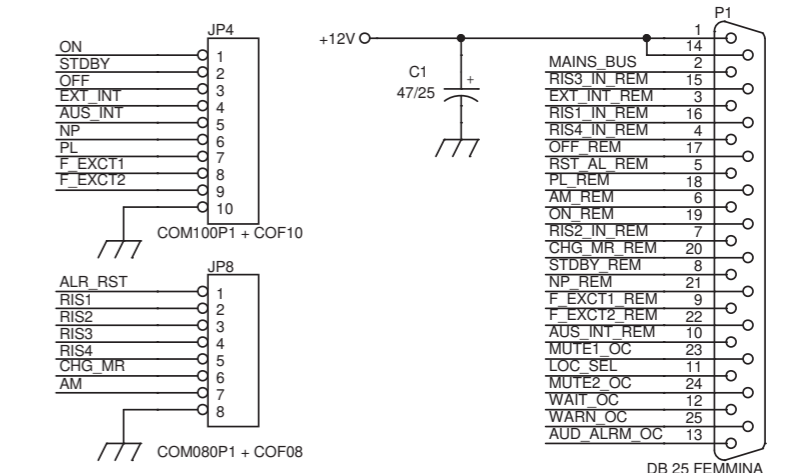 JP4
ON 1
STDBY 2
OFF 3
EXT_INT 4
AUS_INT 5
NP 6
PL 7
F_EXCT1 8
F_EXCT2 9
10
COM100P1 + COF10
JP8
ALR_RST 1
RIS1 2
RIS2 3
RIS3 4
RIS4 5
CHG_MR 6
AM 7
8
COM080P1 + COF08
+12V
C1
+
47/25
P1
1
14
MAINS_BUS 2
RIS3_IN_REM 15
EXT_INT_REM 3
RIS1_IN_REM 16
RIS4_IN_REM 4
OFF_REM 17
RST_AL_REM 5
PL_REM 18
AM_REM 6
ON_REM 19
RIS2_IN_REM 7
CHG_MR_REM 20
STDBY_REM 8
NP_REM 21
F_EXCT1_REM 9
F_EXCT2_REM 22
AUS_INT_REM 10
MUTE1_OC 23
LOC_SEL 11
MUTE2_OC 24
WAIT_OC 12
WARN_OC 25
AUD_ALRM_OC 13
DB 25 FEMMINA